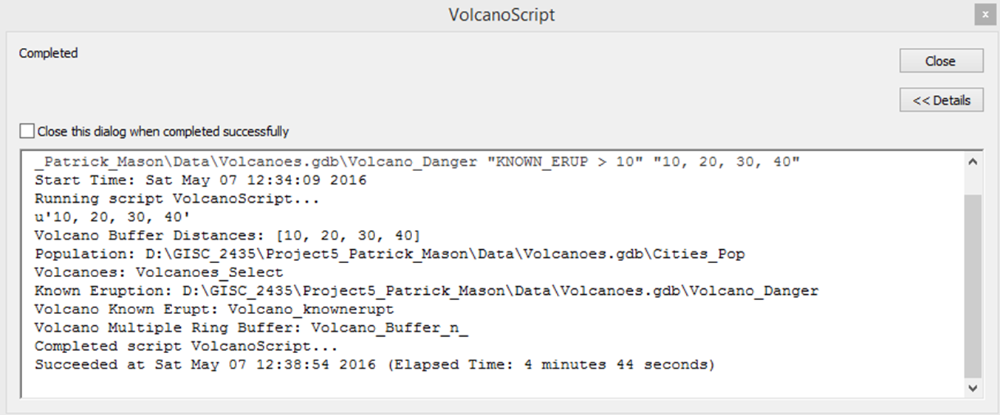 VolcanoScript
x
Completed
Close
<< Details
Close this dialog when completed successfully
_Patrick_Mason\Data\Volcanoes.gdb\Volcano_Danger "KNOWN_ERUP > 10" "10, 20, 30, 40"
Start Time: Sat May 07 12:34:09 2016
Running script VolcanoScript...
u'10, 20, 30, 40'
Volcano Buffer Distances: [10, 20, 30, 40]
Population: D:\GISC_2435\Project5_Patrick_Mason\Data\Volcanoes.gdb\Cities_Pop
Volcanoes: Volcanoes_Select
Known Eruption: D:\GISC_2435\Project5_Patrick_Mason\Data\Volcanoes.gdb\Volcano_Danger
Volcano Known Erupt: Volcano_knownerupt
Volcano Multiple Ring Buffer: Volcano_Buffer_n_
Completed script VolcanoScript...
Succeeded at Sat May 07 12:38:54 2016 (Elapsed Time: 4 minutes 44 seconds)